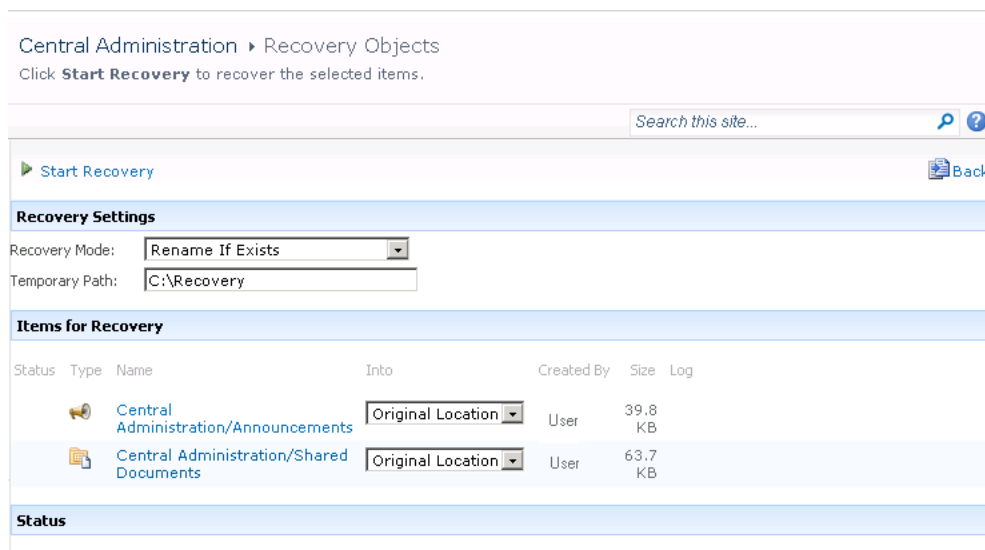 Central Administration ▸ Recovery Objects
Click Start Recovery to recover the selected items.
Search this site...
Start Recovery
Back
Recovery Settings
Recovery Mode: Rename If Exists
Temporary Path: C:\Recovery
Items for Recovery
Status Type Name Into Created By Size Log
Central
Administration/Announcements
Original Location
User
39.8
KB
Central Administration/Shared
Documents
Original Location
User
63.7
KB
Status